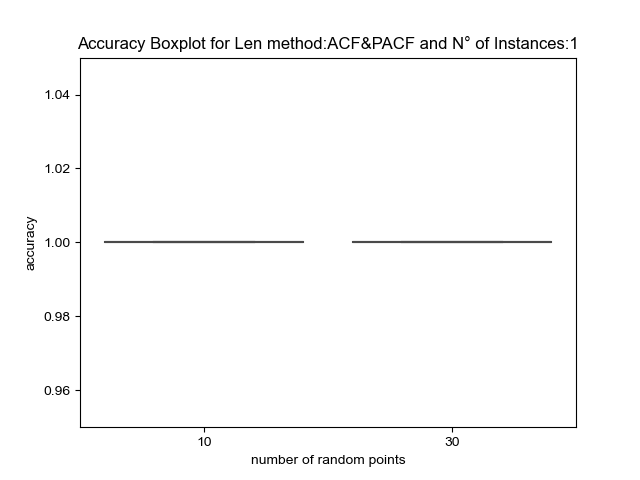 Accuracy Boxplot for Len method:ACF&PACF and N° of Instances:1
1.04
1.02
1.00
0.98
0.96
accuracy
10
30
number of random points